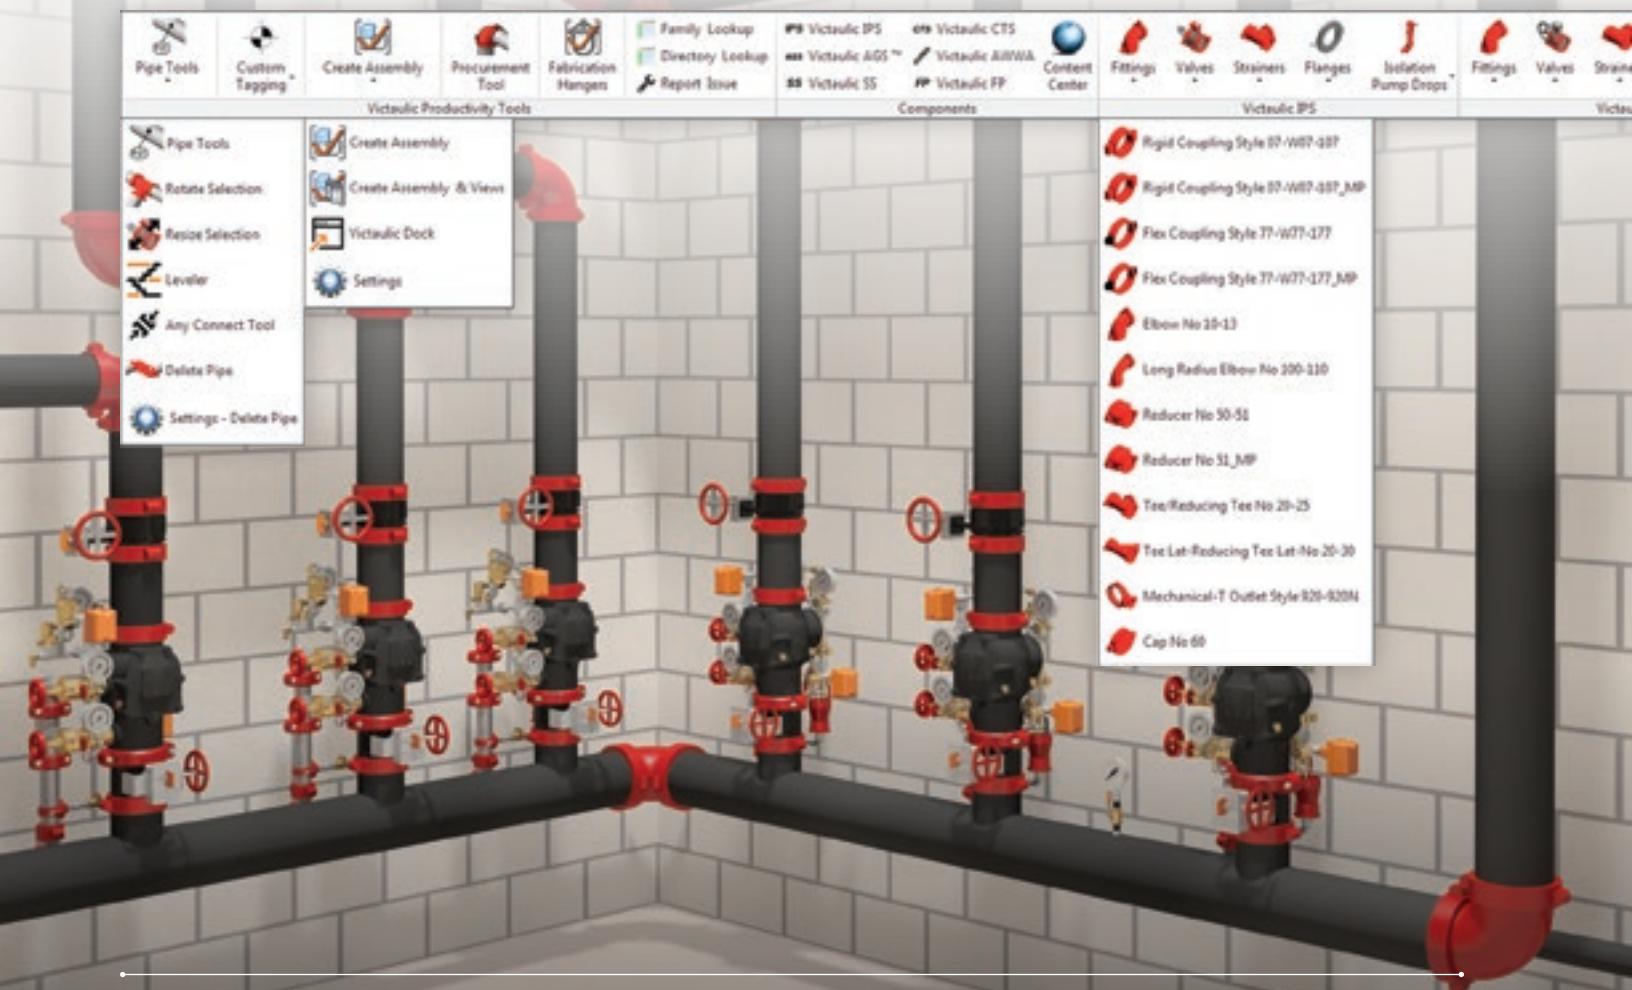 Pipe Tools
Custom
Tagging
Create Assembly
Procurement
Tool
Fabrication
Hangers
Family Lookup
Directory Lookup
Report Issue
Victaulic Productivity Tools
IPS Victaulic IPS
AGS Victaulic AGS™
SS Victaulic SS
CTS Victaulic CTS
Victaulic AWWA
FP Victaulic FP
Content
Center
Components
Fittings
Valves
Strainers
Flanges
Isolation
Pump Drops
Victaulic IPS
Fittings
Valves
Pipe Tools
Rotate Selection
Resize Selection
Leveler
Any Connect Tool
Delete Pipe
Settings - Delete Pipe
Create Assembly
Create Assembly & Views
Victaulic Dock
Settings
Rigid Coupling Style 07-W07-107
Rigid Coupling Style 07-W07-107_MP
Flex Coupling Style 77-W77-177
Flex Coupling Style 77-W77-177_MP
Elbow No 10-13
Long Radius Elbow No 100-110
Reducer No 50-51
Reducer No 51_MP
Tee/Reducing Tee No 20-25
Tee Lat-Reducing Tee Lat-No 20-30
Mechanical-T Outlet Style 920-920N
Cap No 60